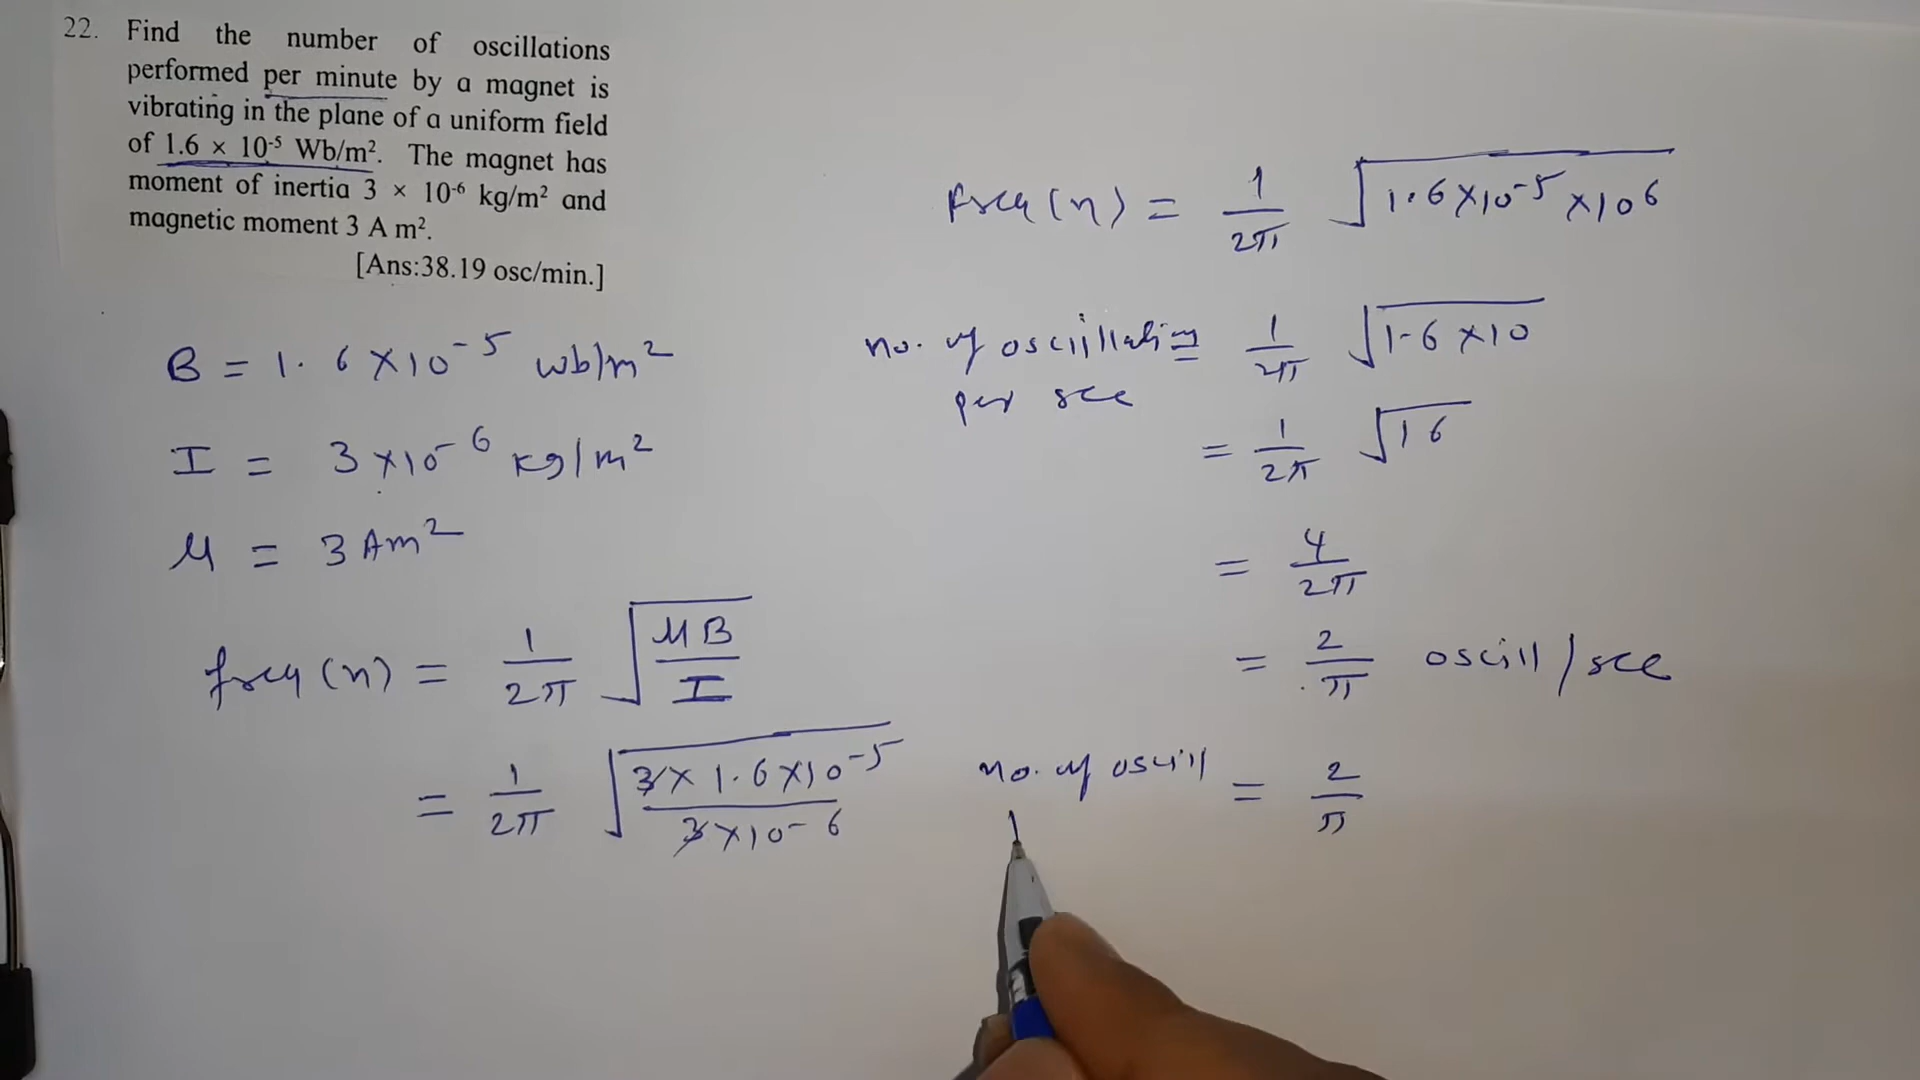 22. Find the number of oscillations
performed per minute by a magnet is
vibrating in the plane of a uniform field
of 1.6 × 10⁻⁵ Wb/m². The magnet has
moment of inertia 3 × 10⁻⁶ kg/m² and
magnetic moment 3 A m².
[Ans:38.19 osc/min.]
B = 1.6 × 10⁻⁵ wb/m²
I = 3 × 10⁻⁶ kg/m²
M = 3 Am²
freq (n) = 1/2π √(MB/I)
= 1/2π √(3 × 1.6 × 10⁻⁵ / 3 × 10⁻⁶)
freq (n) = 1/2π √(1.6 × 10⁻⁵ × 10⁶)
no. of oscillation = 1/2π √(1.6 × 10)
per sec
= 1/2π √16
= 4/2π
= 2/π oscill/sec
no. of oscill = 2/π